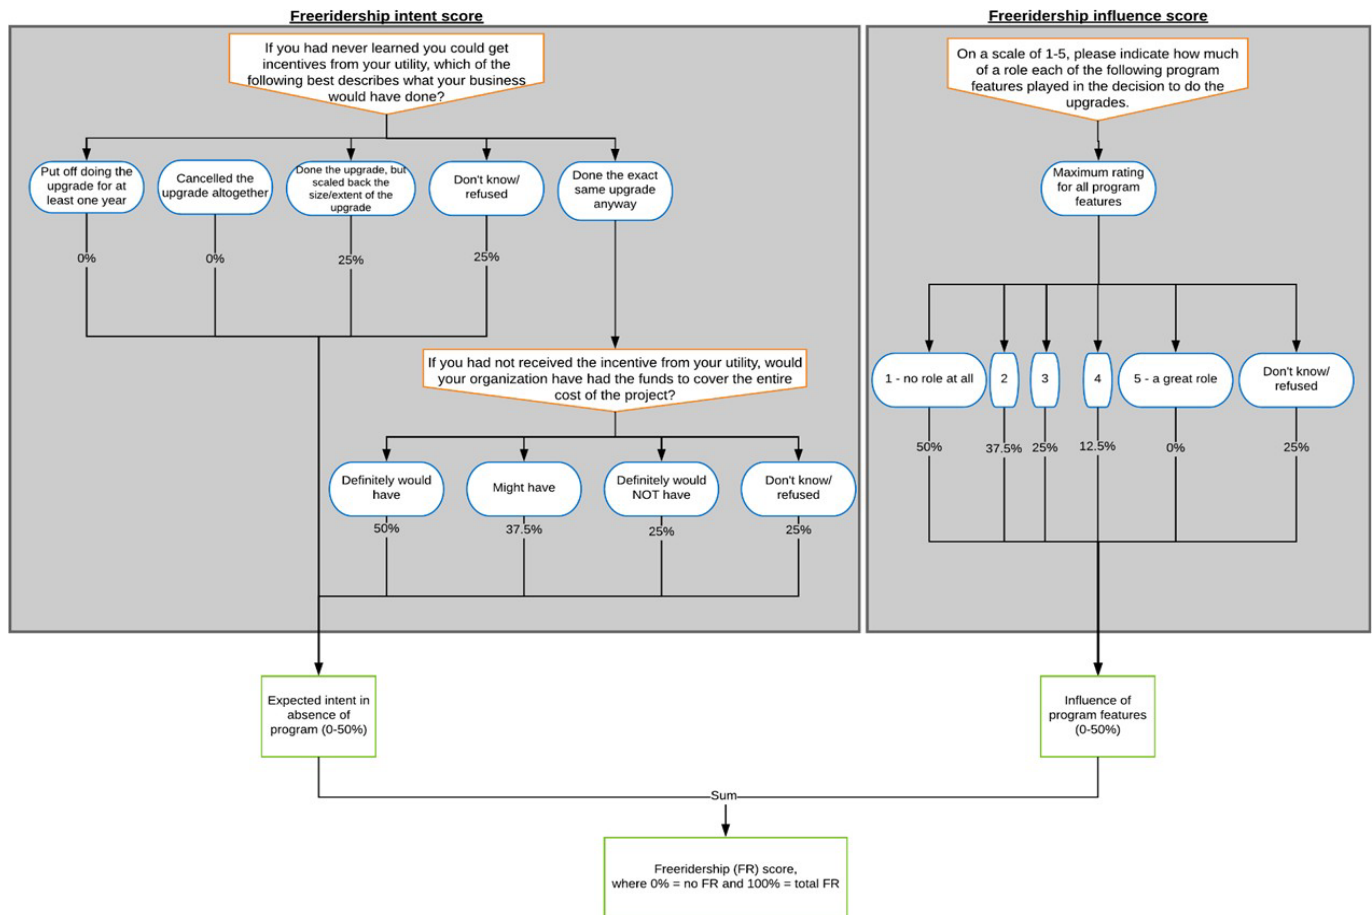 Freeridership intent score
If you had never learned you could get
incentives from your utility, which of the
following best describes what your business
would have done?
Put off doing the
upgrade for at
least one year
Cancelled the
upgrade altogether
Done the upgrade, but
scaled back the
size/extent of the
upgrade
Don't know/
refused
Done the exact
same upgrade
anyway
0%
0%
25%
25%
If you had not received the incentive from your utility, would
your organization have had the funds to cover the entire
cost of the project?
Definitely would
have
Might have
Definitely would
NOT have
Don't know/
refused
50%
37.5%
25%
25%
Freeridership influence score
On a scale of 1-5, please indicate how much
of a role each of the following program
features played in the decision to do the
upgrades.
Maximum rating
for all program
features
1 - no role at all
2
3
4
5 - a great role
Don't know/
refused
50%
37.5%
25%
12.5%
0%
25%
Expected intent in
absence of
program (0-50%)
Influence of
program features
(0-50%)
Sum
Freeridership (FR) score,
where 0% = no FR and 100% = total FR